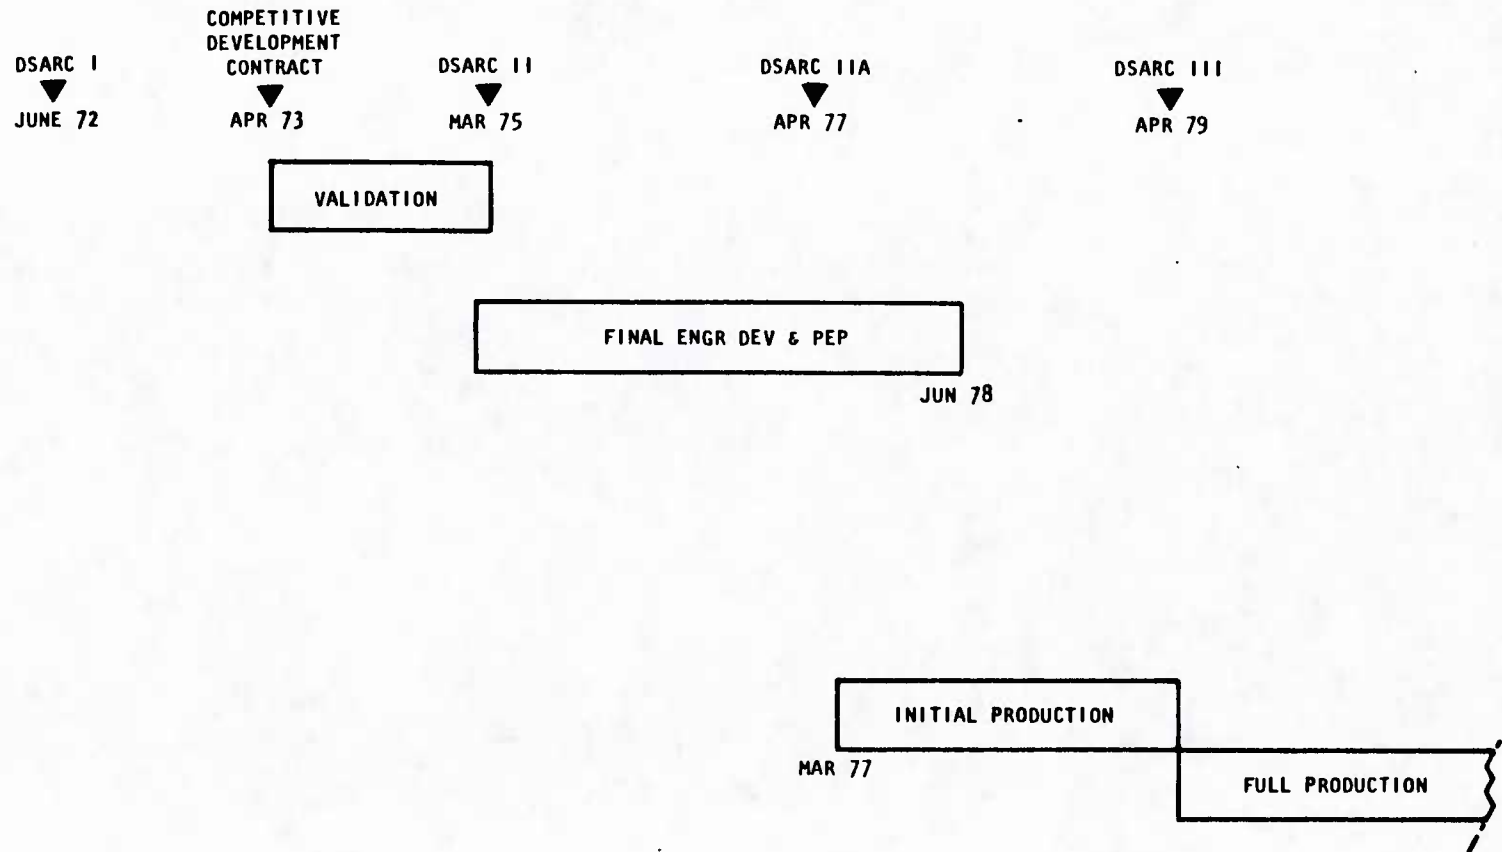 COMPETITIVE
DEVELOPMENT
CONTRACT
DSARC I
DSARC II
DSARC IIA
DSARC III
JUNE 72
APR 73
MAR 75
APR 77
APR 79
VALIDATION
FINAL ENGR DEV & PEP
JUN 78
INITIAL PRODUCTION
MAR 77
FULL PRODUCTION